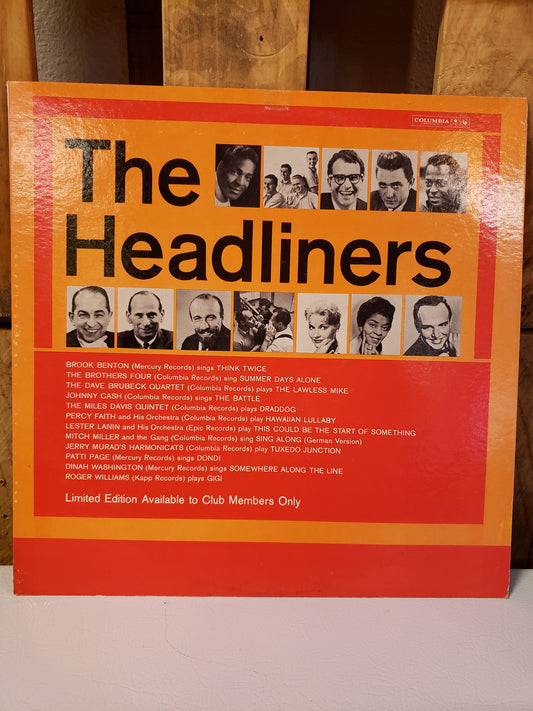 COLUMBIA
The
Headliners
BROOK BENTON (Mercury Records) sings THINK TWICE
THE BROTHERS FOUR (Columbia Records) sing SUMMER DAYS ALONE
THE DAVE BRUBECK QUARTET (Columbia Records) plays THE LAWLESS MIKE
JOHNNY CASH (Columbia Records) sings THE BATTLE
THE MILES DAVIS QUINTET (Columbia Records) plays DRADDOG
PERCY FAITH and His Orchestra (Columbia Records) play HAWAIIAN LULLABY
LESTER LANIN and His Orchestra (Epic Records) play THIS COULD BE THE START OF SOMETHING
MITCH MILLER and the Gang (Columbia Records) sing SING ALONG (German Version)
JERRY MURAD'S HARMONICATS (Columbia Records) play TUXEDO JUNCTION
PATTI PAGE (Mercury Records) sings DONDI
DINAH WASHINGTON (Mercury Records) sings SOMEWHERE ALONG THE LINE
ROGER WILLIAMS (Kapp Records) plays GIGI
Limited Edition Available to Club Members Only